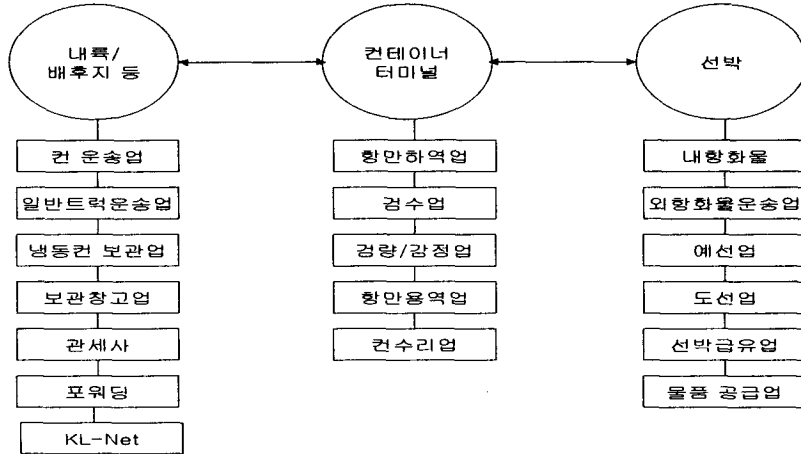 내륙/
배후지 등
컨테이너
터미널
선박
컨 운송업
일반트럭운송업
냉동컨 보관업
보관창고업
관세사
포워딩
KL-Net
항만하역업
검수업
검량/감정업
항만용역업
컨수리업
내항화물
외항화물운송업
예선업
도선업
선박급유업
물품 공급업